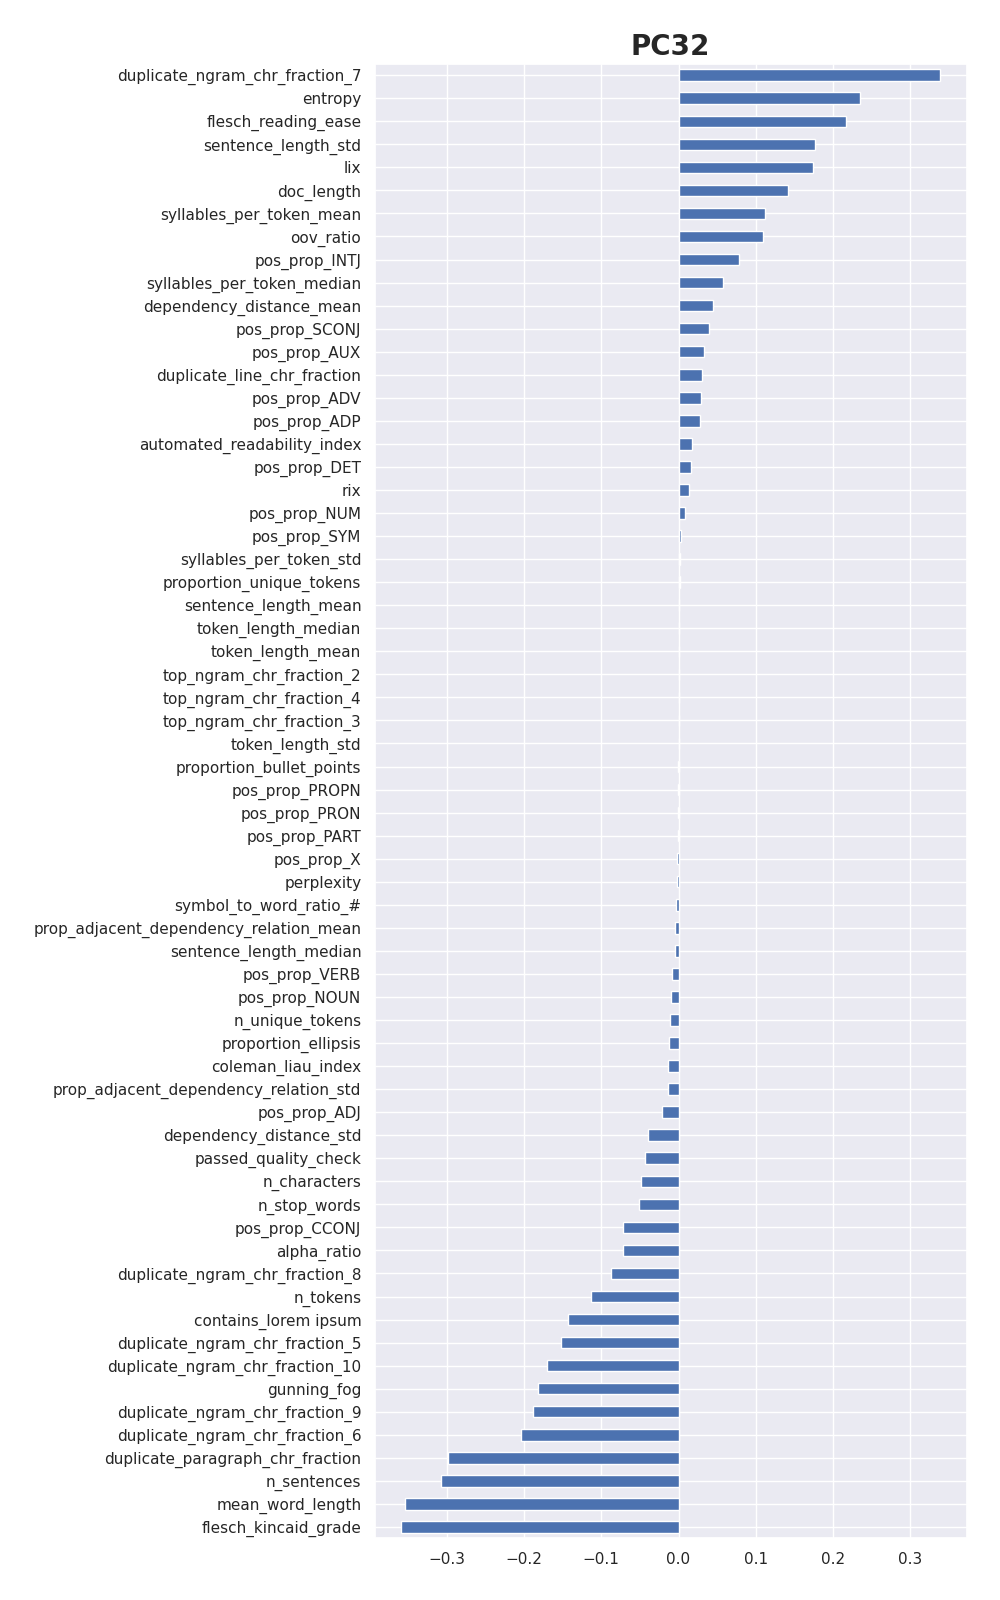 PC32
duplicate_ngram_chr_fraction_7
entropy
flesch_reading_ease
sentence_length_std
lix
doc_length
syllables_per_token_mean
oov_ratio
pos_prop_INTJ
syllables_per_token_median
dependency_distance_mean
pos_prop_SCONJ
pos_prop_AUX
duplicate_line_chr_fraction
pos_prop_ADV
pos_prop_ADP
automated_readability_index
pos_prop_DET
rix
pos_prop_NUM
pos_prop_SYM
syllables_per_token_std
proportion_unique_tokens
sentence_length_mean
token_length_median
token_length_mean
top_ngram_chr_fraction_2
top_ngram_chr_fraction_4
top_ngram_chr_fraction_3
token_length_std
proportion_bullet_points
pos_prop_PROPN
pos_prop_PRON
pos_prop_PART
pos_prop_X
perplexity
symbol_to_word_ratio_#
prop_adjacent_dependency_relation_mean
sentence_length_median
pos_prop_VERB
pos_prop_NOUN
n_unique_tokens
proportion_ellipsis
coleman_liau_index
prop_adjacent_dependency_relation_std
pos_prop_ADJ
dependency_distance_std
passed_quality_check
n_characters
n_stop_words
pos_prop_CCONJ
alpha_ratio
duplicate_ngram_chr_fraction_8
n_tokens
contains_lorem ipsum
duplicate_ngram_chr_fraction_5
duplicate_ngram_chr_fraction_10
gunning_fog
duplicate_ngram_chr_fraction_9
duplicate_ngram_chr_fraction_6
duplicate_paragraph_chr_fraction
n_sentences
mean_word_length
flesch_kincaid_grade
−0.3 −0.2 −0.1 0.0 0.1 0.2 0.3